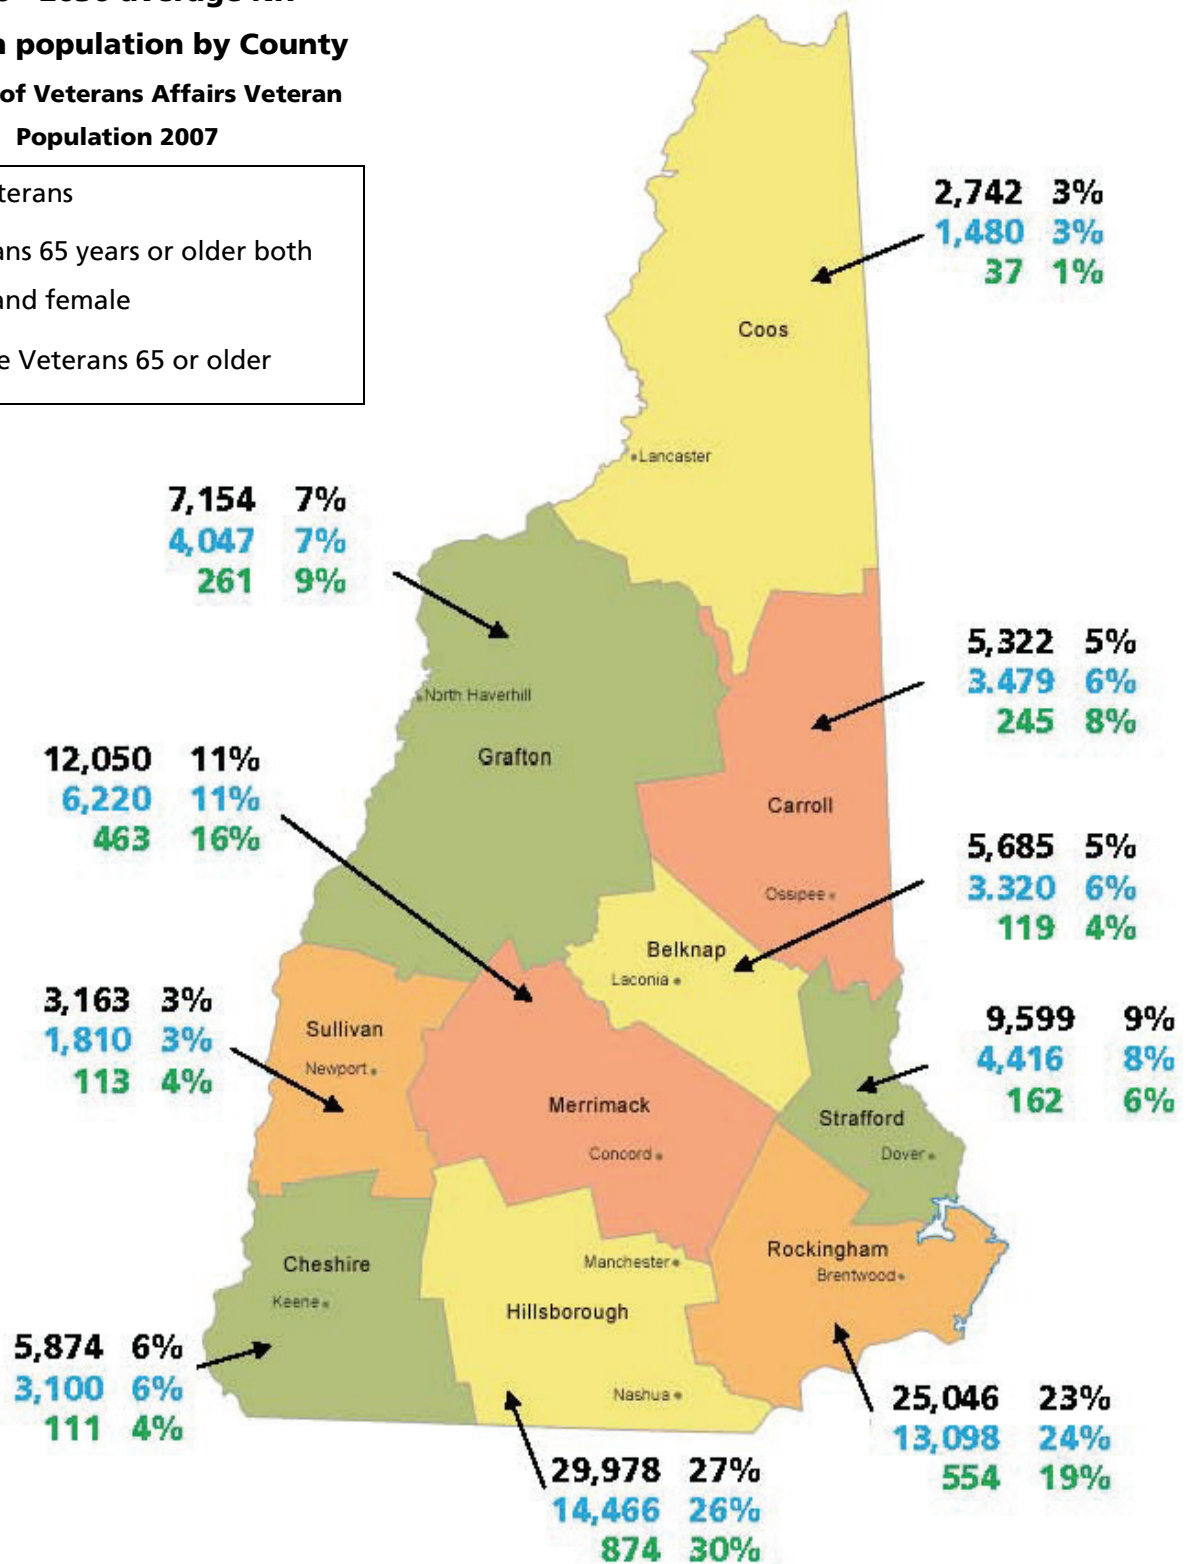 2030 average
population by County
of Veterans Affairs Veteran
Population 2007
65 years or older both
and female
Veterans 65 or older
2,742 3%
1,480 3%
37 1%
Coos
Lancaster
7,154 7%
4,047 7%
261 9%
5,322 5%
3.479 6%
245 8%
North Haverhill
Grafton
12,050 11%
6,220 11%
463 16%
Carroll
5,685 5%
3.320 6%
119 4%
Ossipee
Belknap
Laconia
3,163 3%
1,810 3%
113 4%
Sullivan
Newport
9,599 9%
4,416 8%
162 6%
Merrimack
Strafford
Concord
Dover
Cheshire
Keene
Manchester
Rockingham
Brentwood
Hillsborough
5,874 6%
3,100 6%
111 4%
Nashua
25,046 23%
13,098 24%
554 19%
29,978 27%
14,466 26%
874 30%